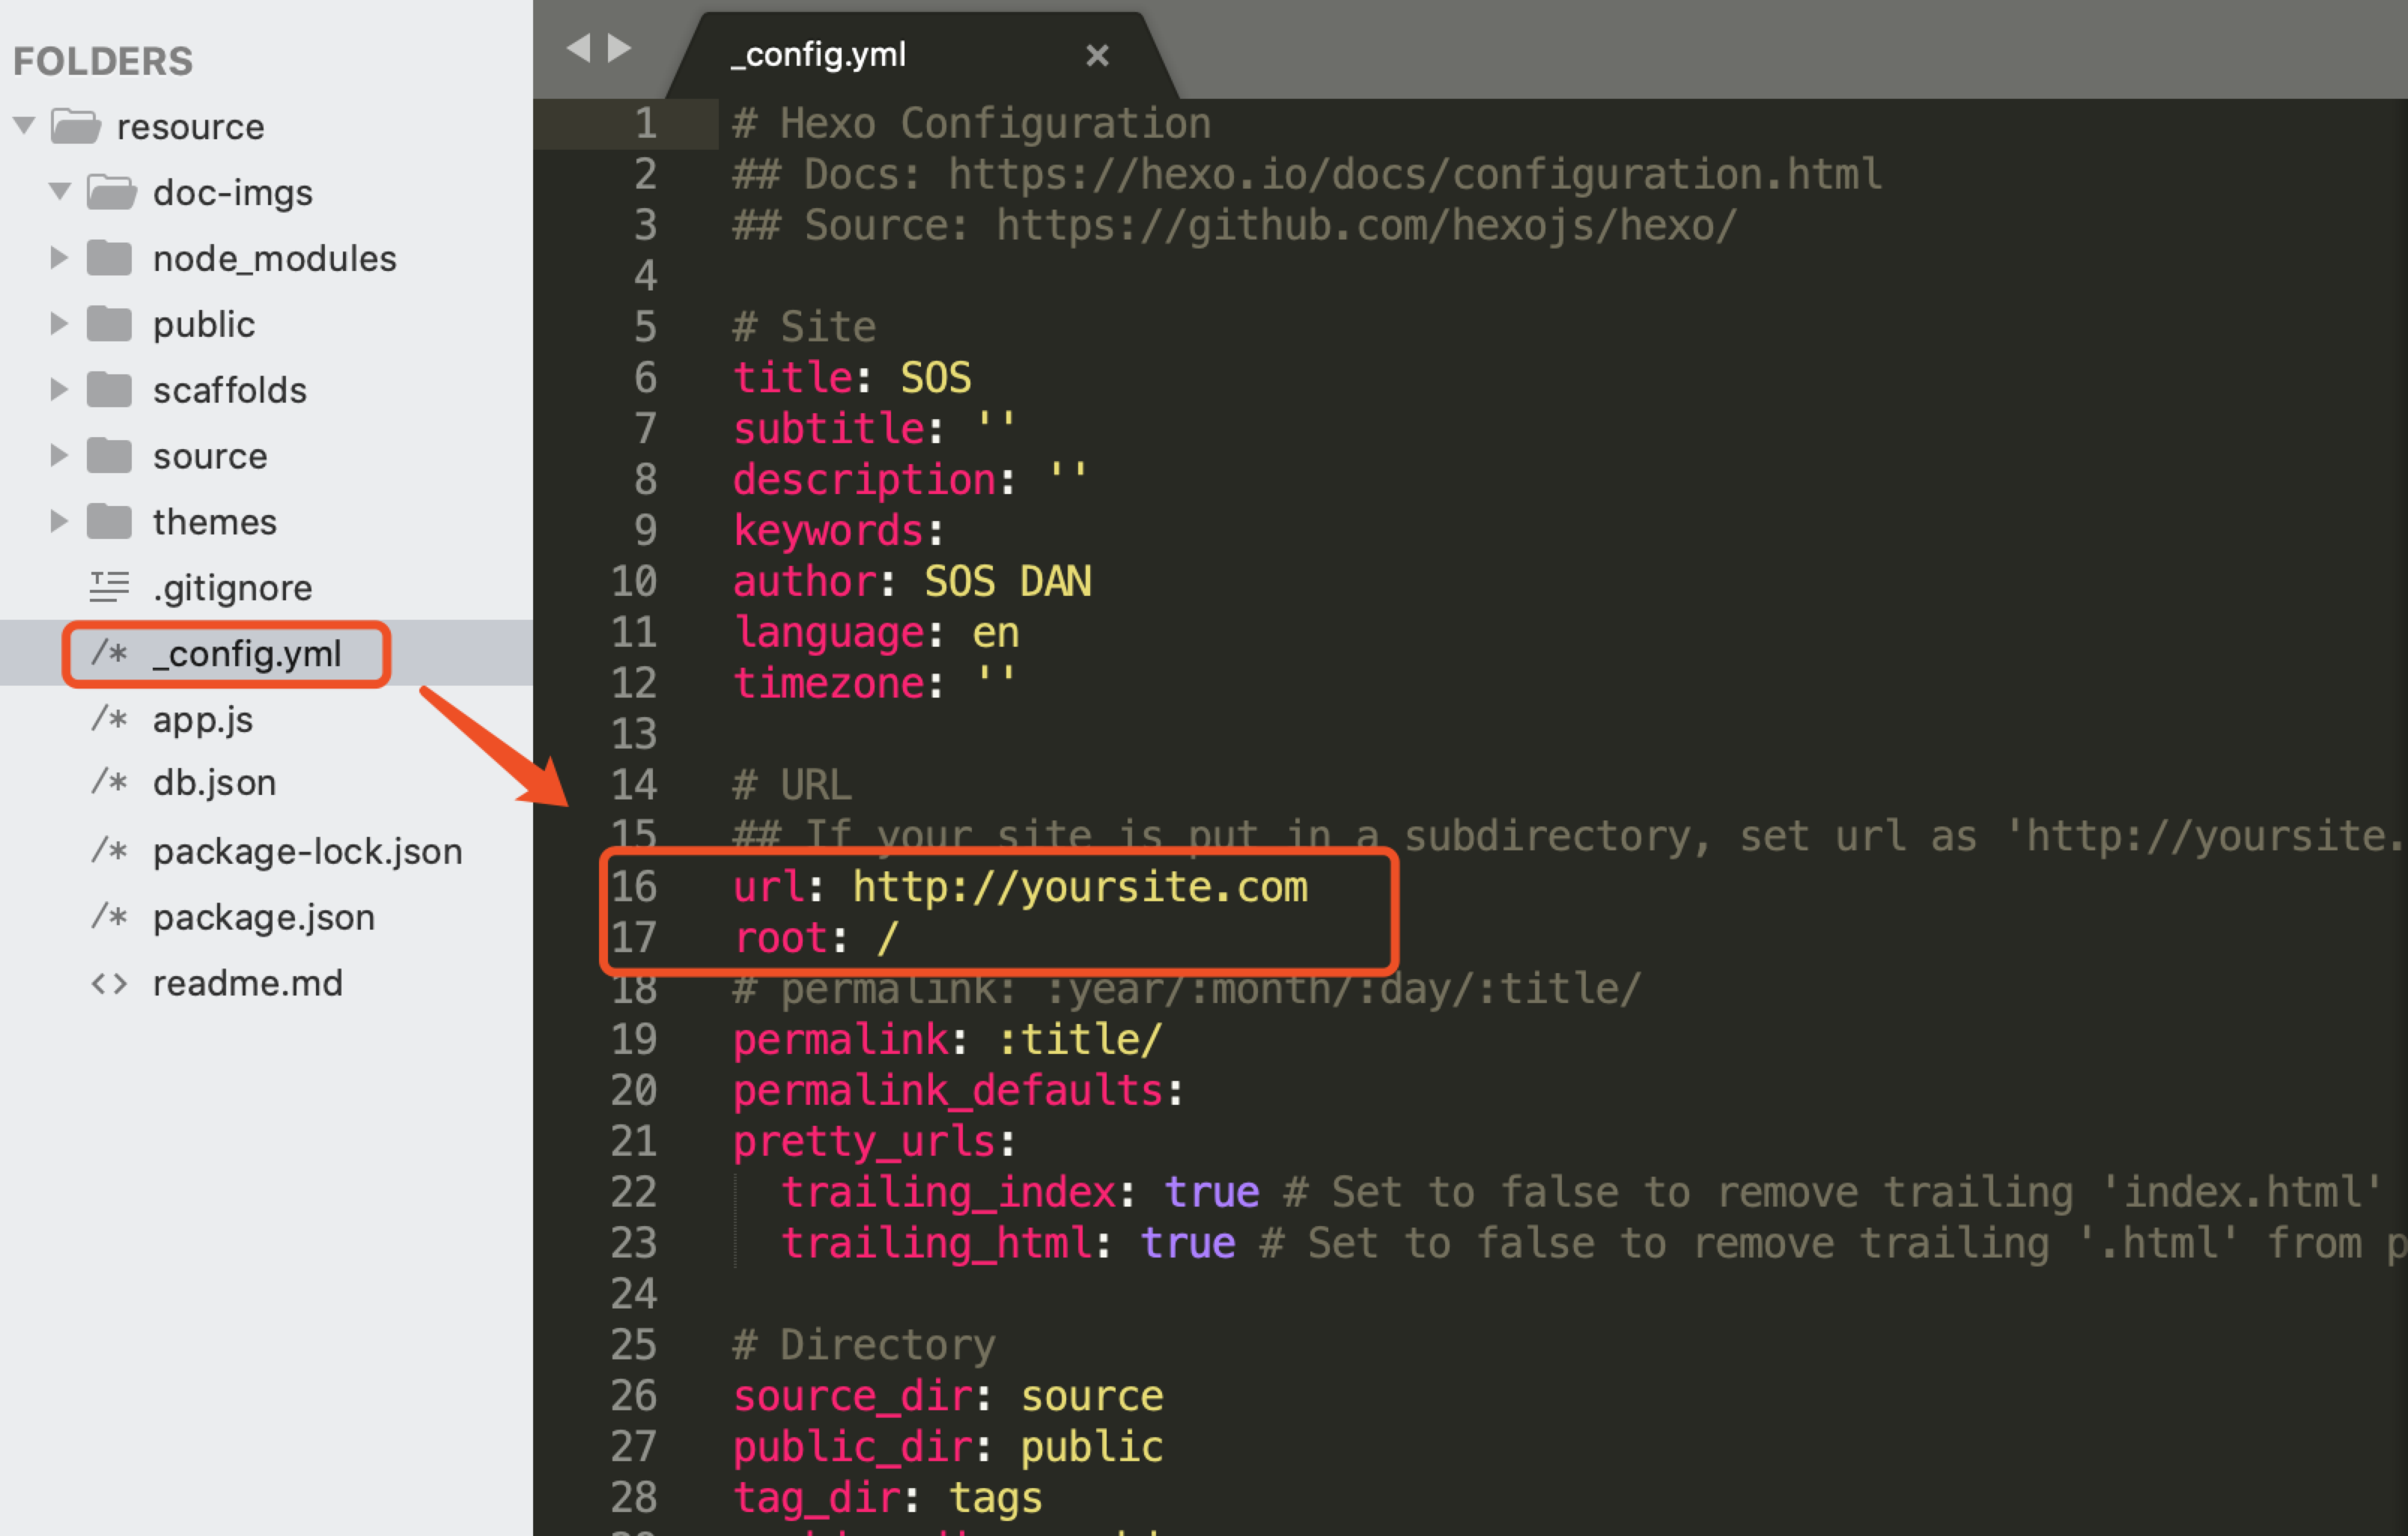 FOLDERS
resource
doc-imgs
node_modules
public
scaffolds
source
themes
.gitignore
/* _config.yml
/* app.js
/* db.json
/* package-lock.json
/* package.json
<> readme.md
_config.yml ×
1 # Hexo Configuration
2 ## Docs: https://hexo.io/docs/configuration.html
3 ## Source: https://github.com/hexojs/hexo/
4
5 # Site
6 title: SOS
7 subtitle: ''
8 description: ''
9 keywords:
10 author: SOS DAN
11 language: en
12 timezone: ''
13
14 # URL
15 ## If your site is put in a subdirectory, set url as 'http://yoursite.
16 url: http://yoursite.com
17 root: /
18 # permalink: :year/:month/:day/:title/
19 permalink: :title/
20 permalink_defaults:
21 pretty_urls:
22 trailing_index: true # Set to false to remove trailing 'index.html'
23 trailing_html: true # Set to false to remove trailing '.html' from p
24
25 # Directory
26 source_dir: source
27 public_dir: public
28 tag_dir: tags